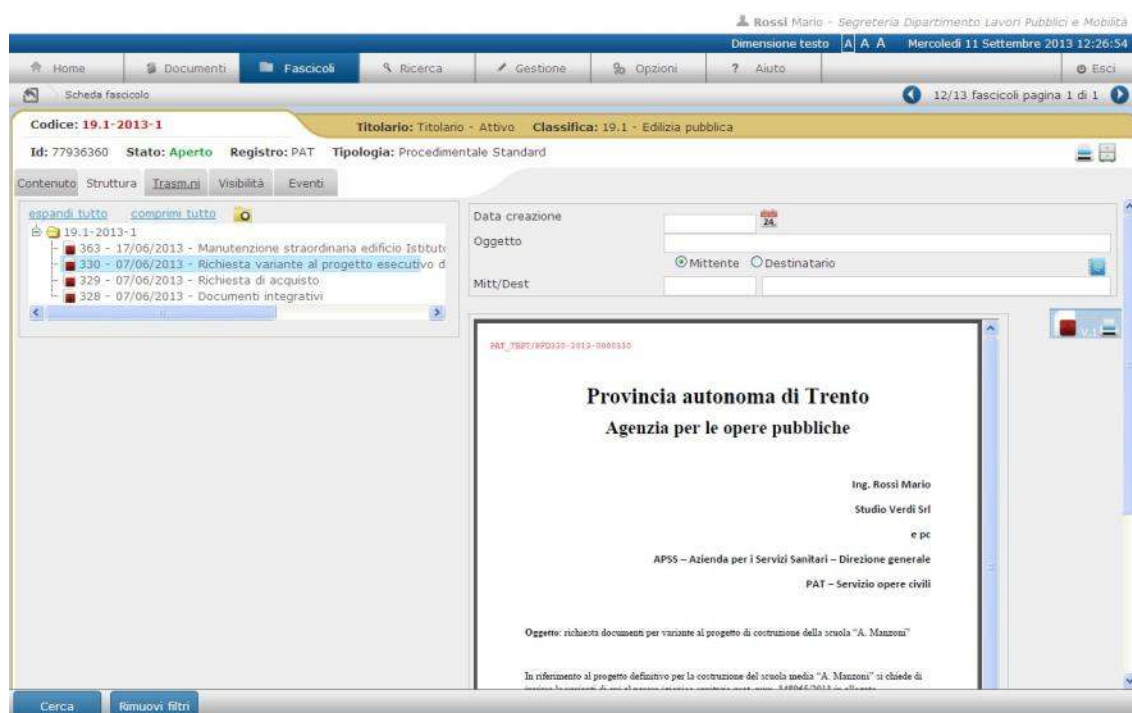 Rossi Mario - Segreteria Dipartimento Lavori Pubblici e Mobilità
Dimensione testo A A A Mercoledì 11 Settembre 2013 12:26:54
Home Documenti Fascicoli Ricerca Gestione Opzioni ? Aiuto Esci
Scheda fascicolo 12/13 fascicoli pagina 1 di 1
Codice: 19.1-2013-1 Titolario: Titolario - Attivo Classifica: 19.1 - Edilizia pubblica
Id: 77936360 Stato: Aperto Registro: PAT Tipologia: Procedimentale Standard
Contenuto Struttura Trasm.ni Visibilità Eventi
espandi tutto comprimi tutto
19.1-2013-1
363 - 17/06/2013 - Manutenzione straordinaria edificio Istitut
330 - 07/06/2013 - Richiesta variante al progetto esecutivo d
329 - 07/06/2013 - Richiesta di acquisto
328 - 07/06/2013 - Documenti integrativi
Data creazione 24
Oggetto
Mittente Destinatario
Mitt/Dest
V.1
Provincia autonoma di Trento
Agenzia per le opere pubbliche
Ing. Rossi Mario
Studio Verdi Srl
e pc
APSS – Azienda per i Servizi Sanitari – Direzione generale
PAT – Servizio opere civili
Oggetto: richiesta documenti per variante al progetto di costruzione della scuola "A. Manzoni"
In riferimento al progetto definitivo per la costruzione del scuola media "A. Manzoni" si chiede di
Cerca Rimuovi filtri